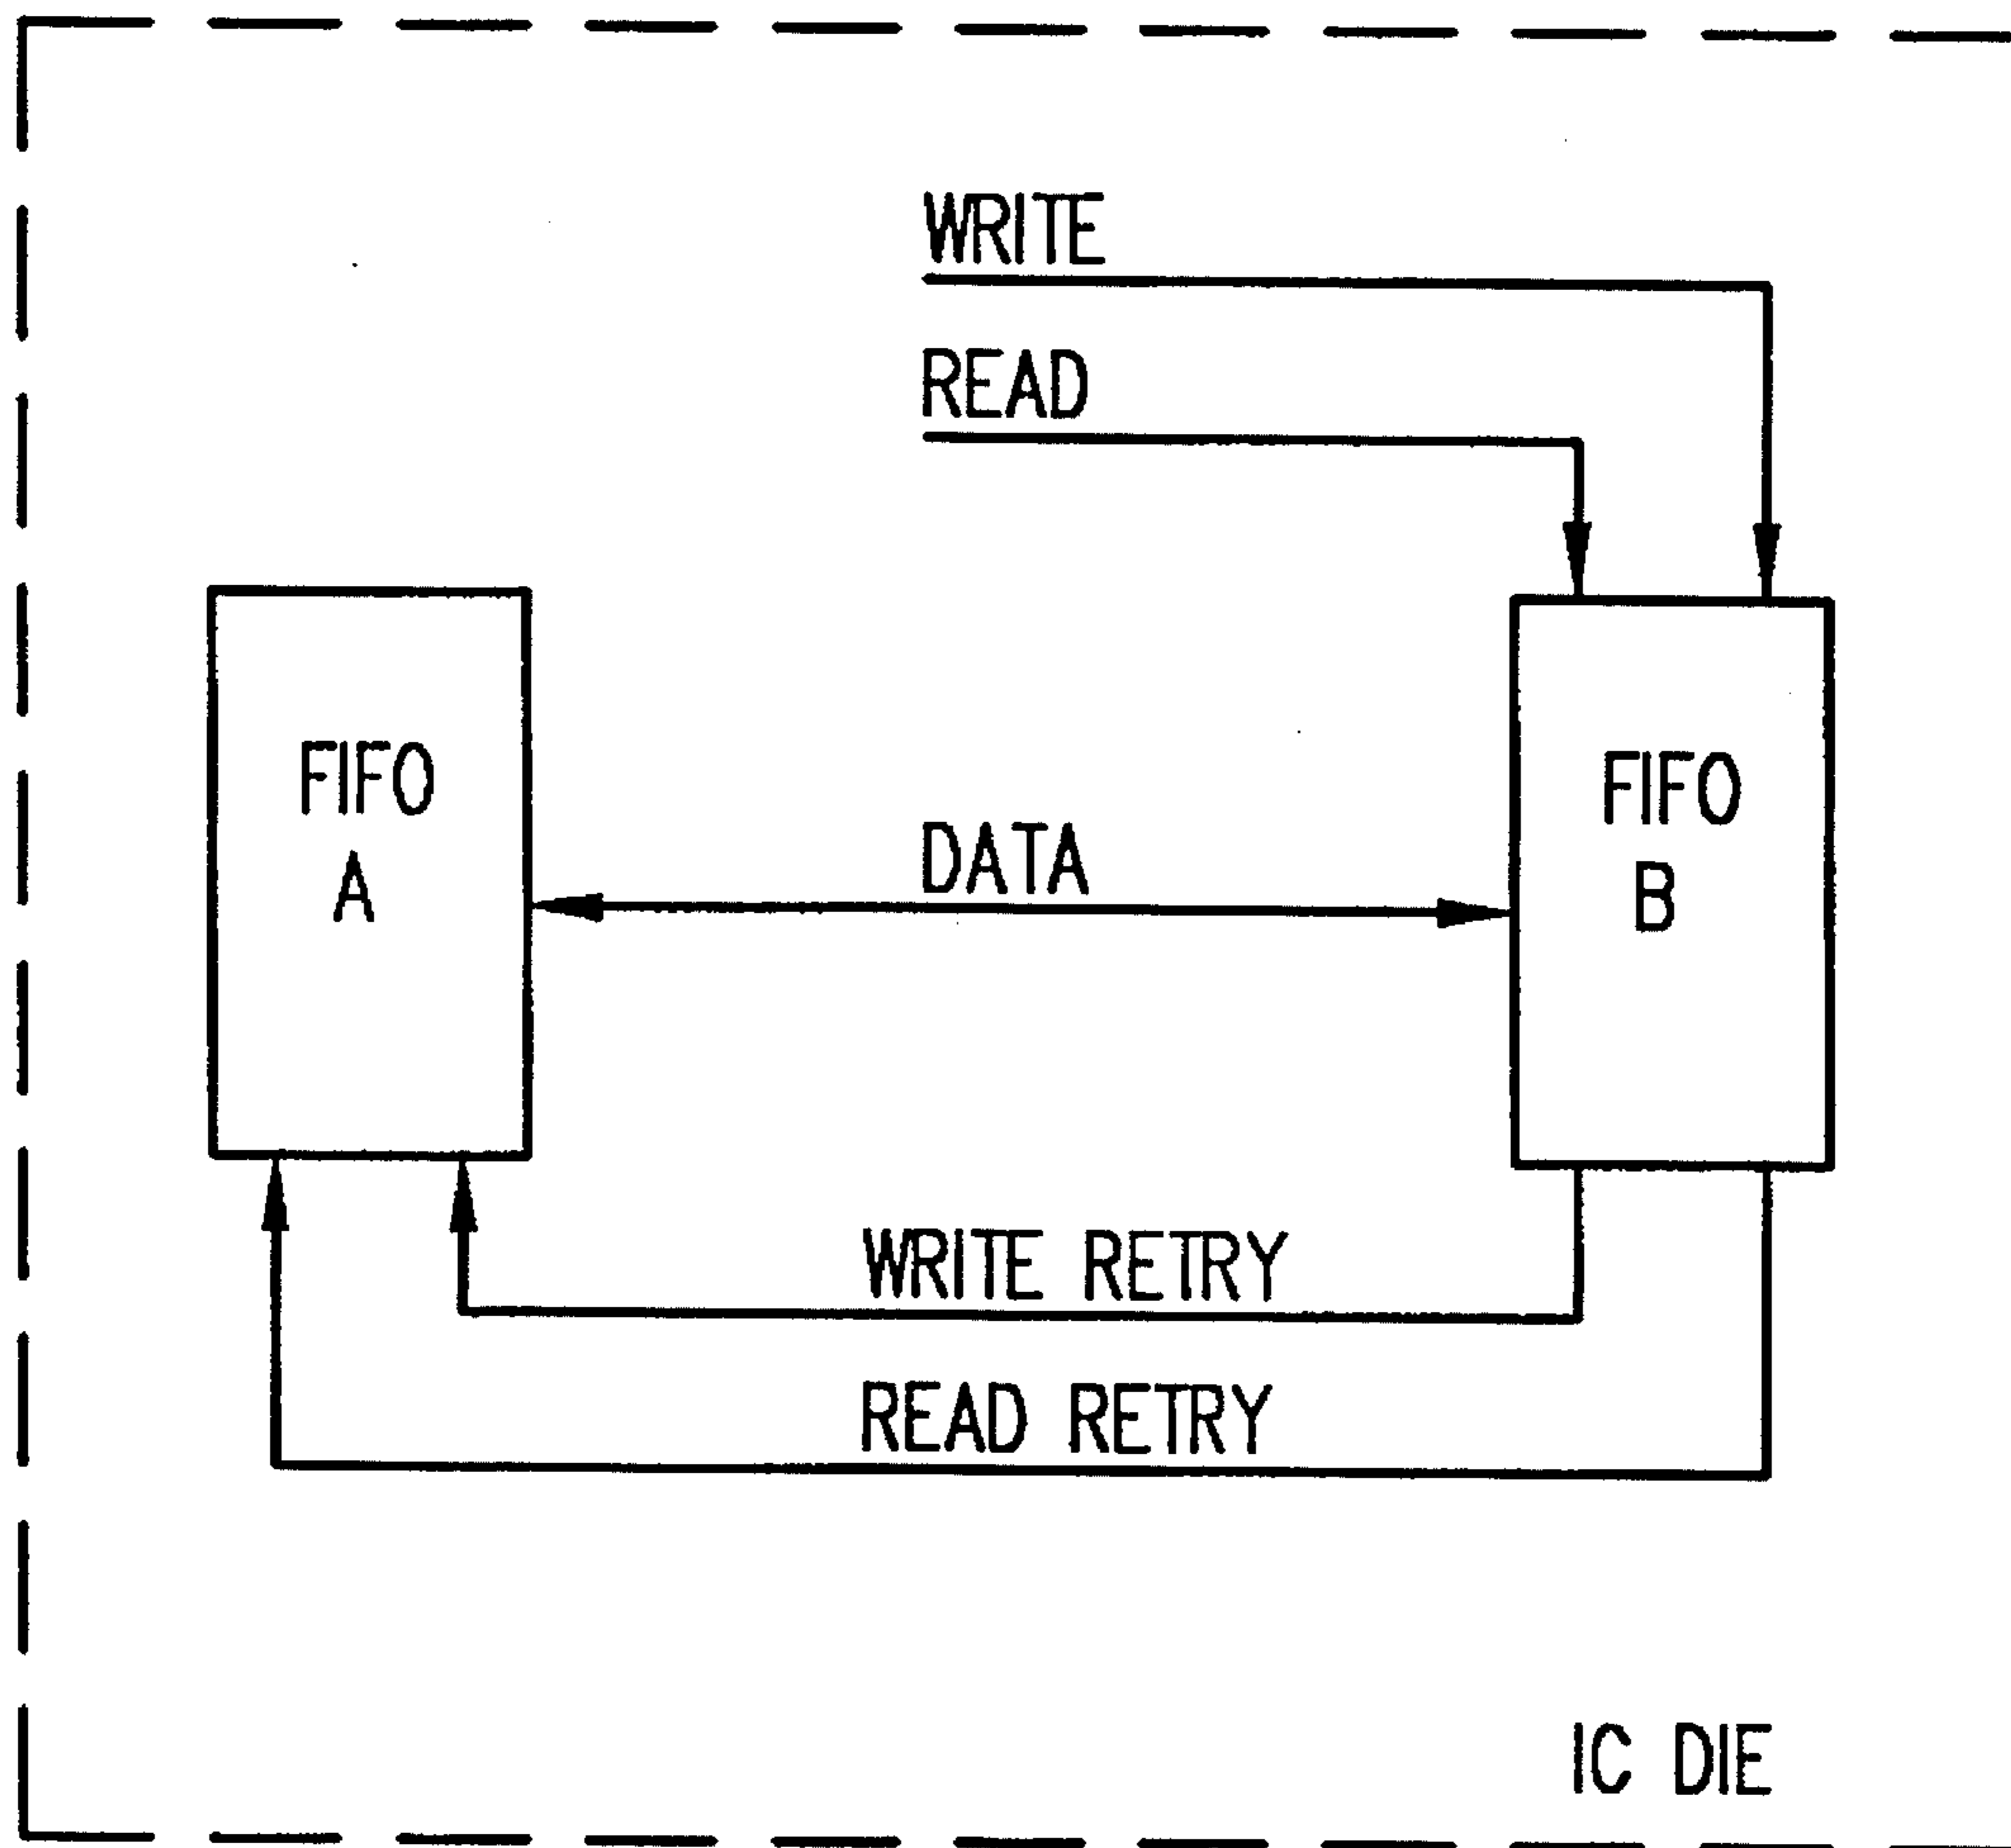 WRITE
READ
FIFO
A
DATA
FIFO
B
WRITE RETRY
READ RETRY
IC DIE